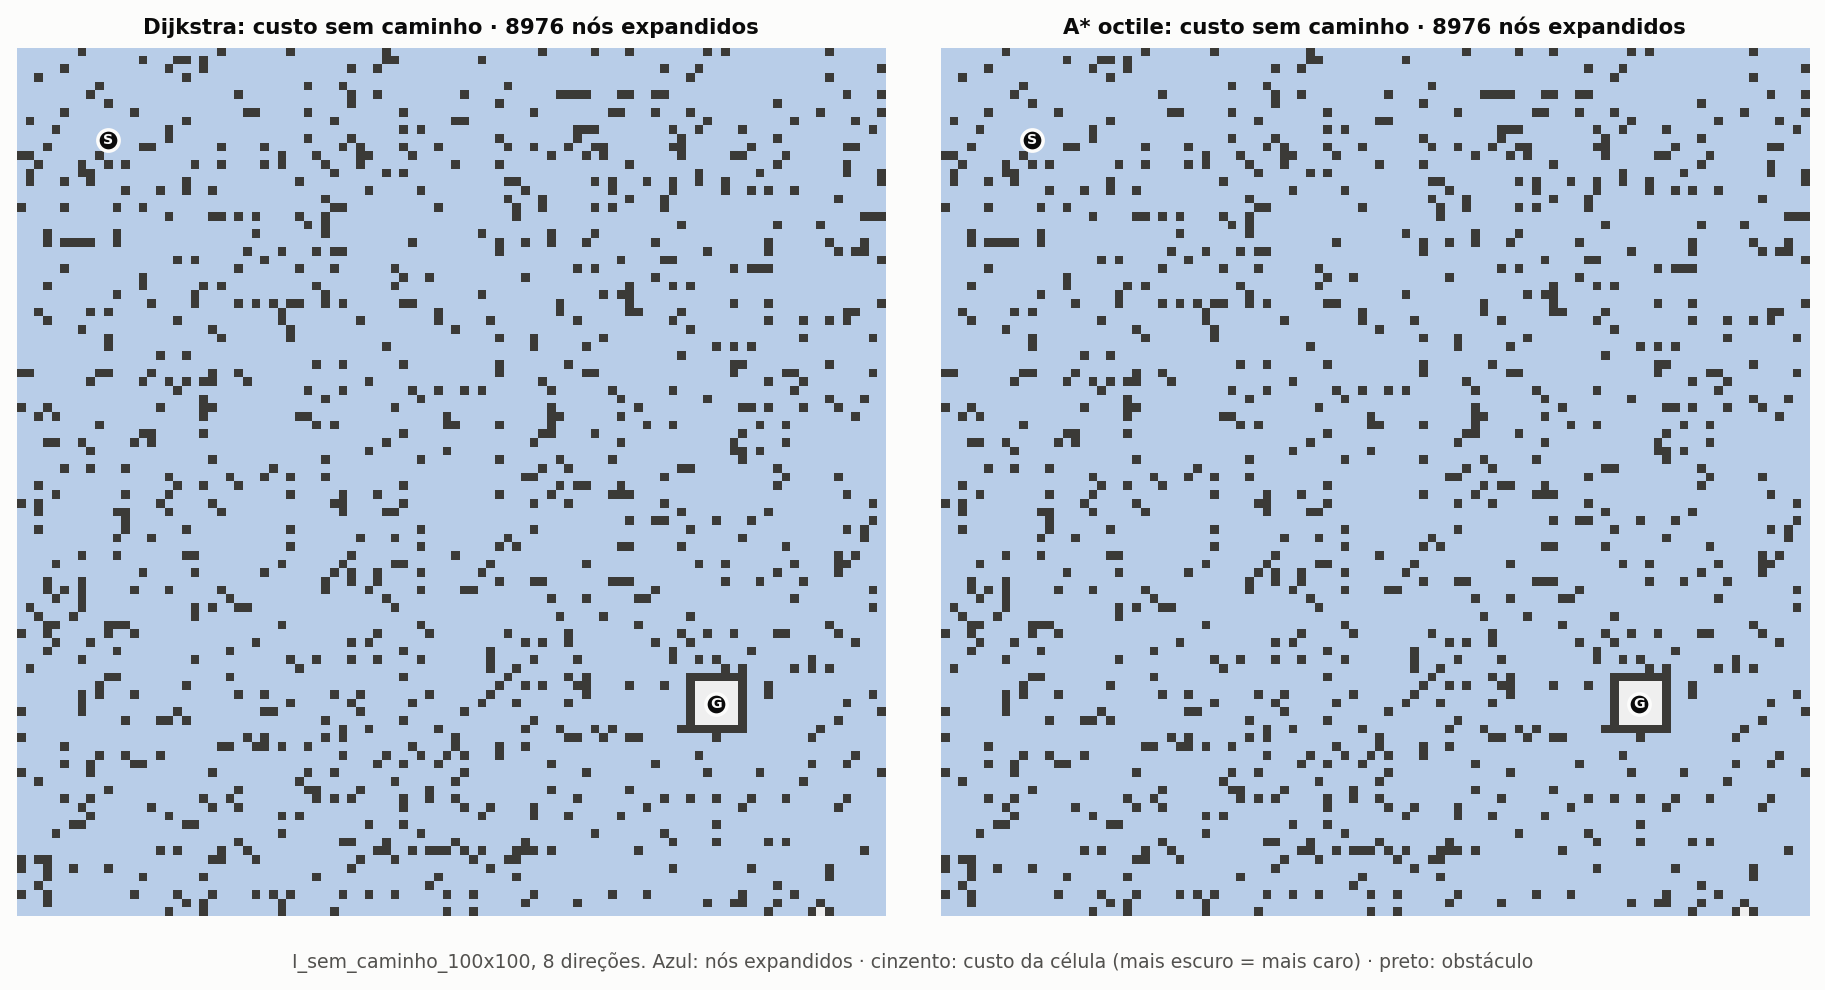 Dijkstra: custo sem caminho · 8976 nós expandidos
A* octile: custo sem caminho · 8976 nós expandidos
S
S
G
G
I_sem_caminho_100x100, 8 direções. Azul: nós expandidos · cinzento: custo da célula (mais escuro = mais caro) · preto: obstáculo